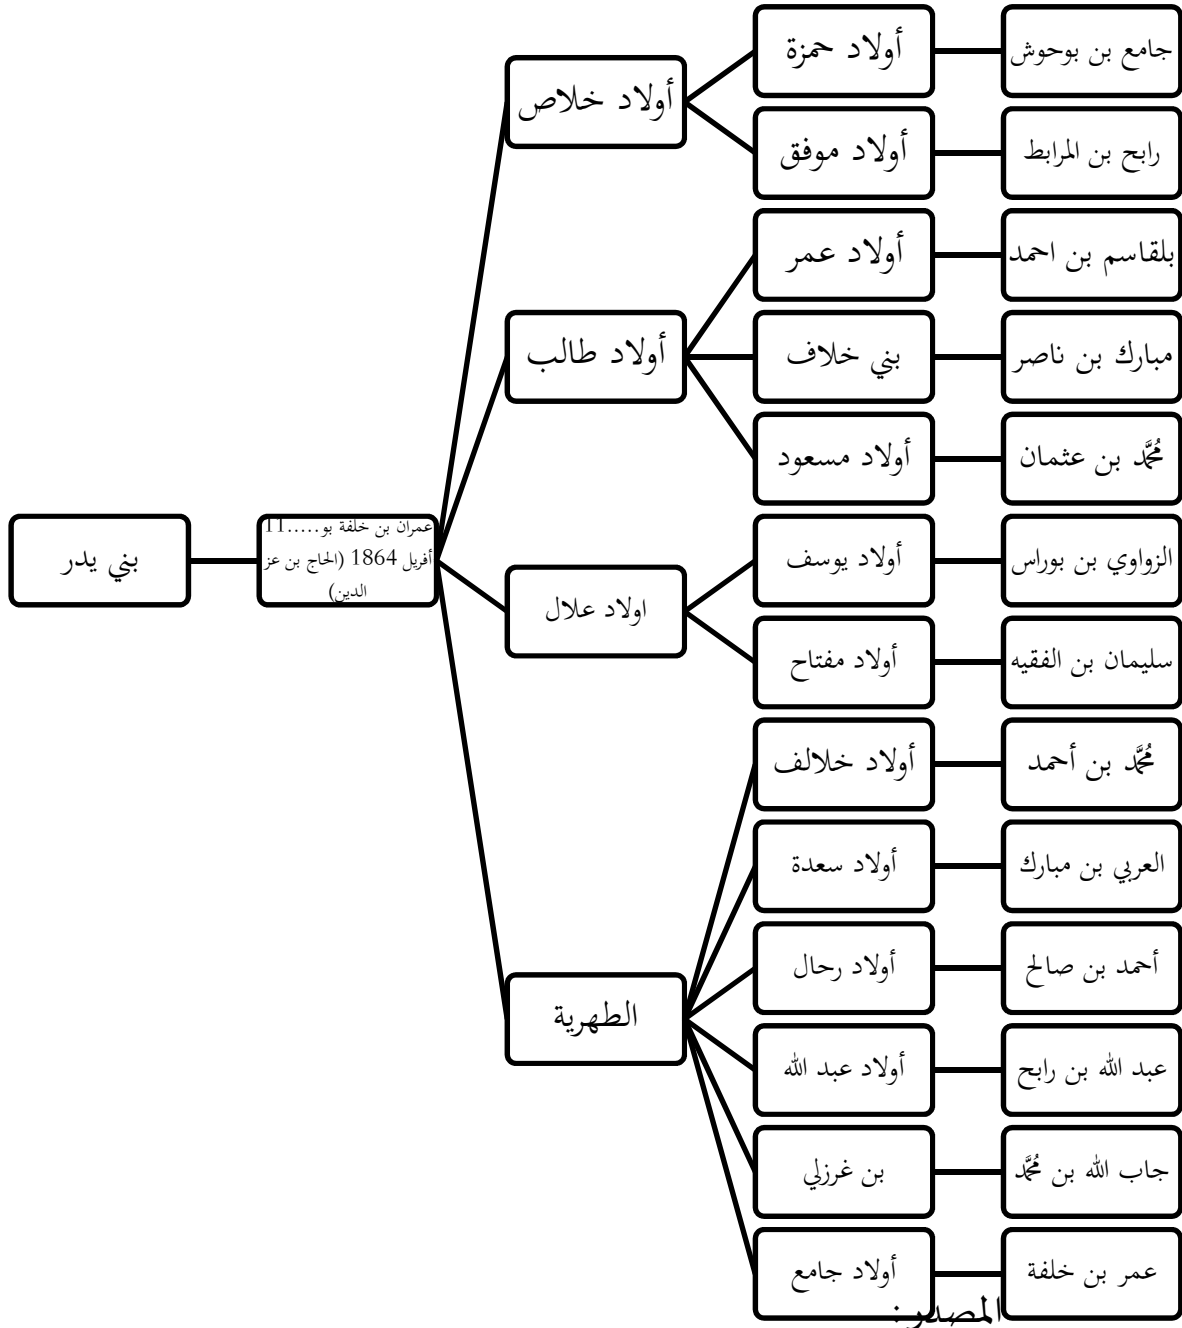 بني يدر
عمران بن خلفة بو.....11
أفريل 1864 (الحاج بن عز
الدين)
أولاد خلاص
أولاد حمزة
جامع بن بوحوش
أولاد موفق
رابح بن المرابط
أولاد طالب
أولاد عمر
بلقاسم بن احمد
بني خلاف
مبارك بن ناصر
أولاد مسعود
مُحَمَّد بن عثمان
اولاد علال
أولاد يوسف
الزواوي بن بوراس
أولاد مفتاح
سليمان بن الفقيه
الطهرية
أولاد خلالف
مُحَمَّد بن أحمد
أولاد سعدة
العربي بن مبارك
أولاد رحال
أحمد بن صالح
أولاد عبد الله
عبد الله بن رابح
بن غرزلي
جاب الله بن مُحَمَّد
أولاد جامع
عمر بن خلفة
المصدر: